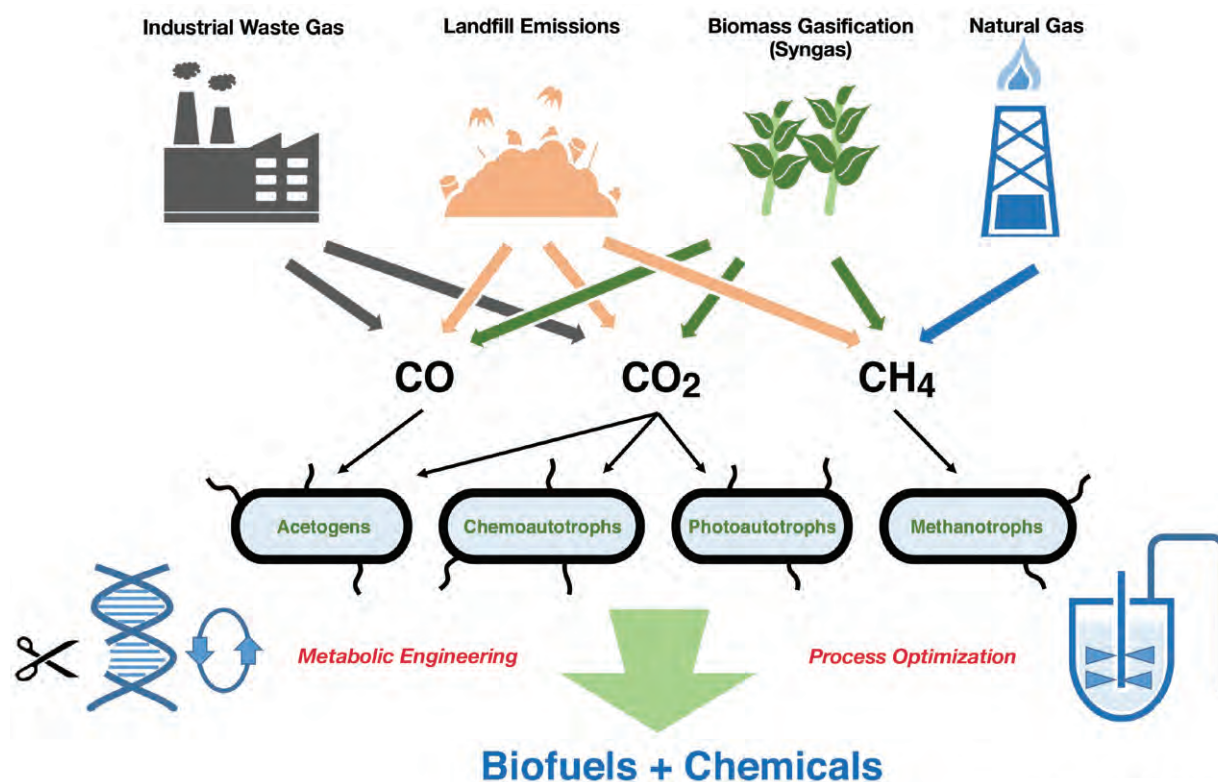 Industrial Waste Gas
Landfill Emissions
Biomass Gasification
(Syngas)
Natural Gas
CO
CO2
CH4
Acetogens
Chemoautotrophs
Photoautotrophs
Methanotrophs
Metabolic Engineering
Process Optimization
Biofuels + Chemicals